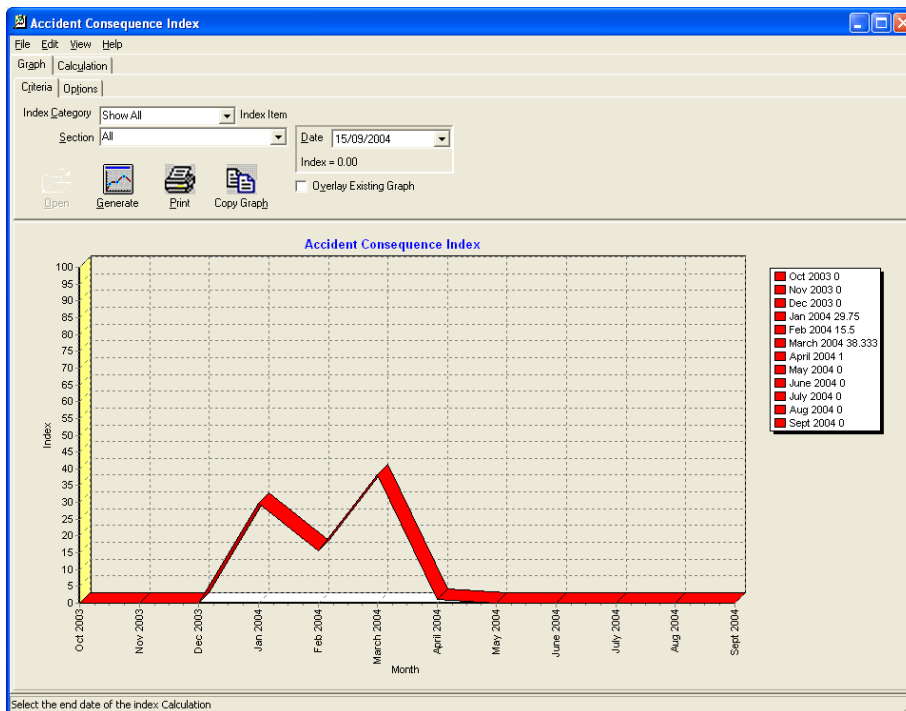 Accident Consequence Index
File Edit View Help
Graph Calculation
Criteria Options
Index Category Show All Index Item
Section All Date 15/09/2004
Index = 0.00
Overlay Existing Graph
Open Generate Print Copy Graph
Accident Consequence Index
100
95
90
85
80
75
70
65
60
55
50
45
40
35
30
25
20
15
10
5
0
Index
Oct 2003
Nov 2003
Dec 2003
Jan 2004
Feb 2004
March 2004
April 2004
May 2004
June 2004
July 2004
Aug 2004
Sept 2004
Month
Oct 2003 0
Nov 2003 0
Dec 2003 0
Jan 2004 29.75
Feb 2004 15.5
March 2004 38.333
April 2004 1
May 2004 0
June 2004 0
July 2004 0
Aug 2004 0
Sept 2004 0
Select the end date of the index Calculation